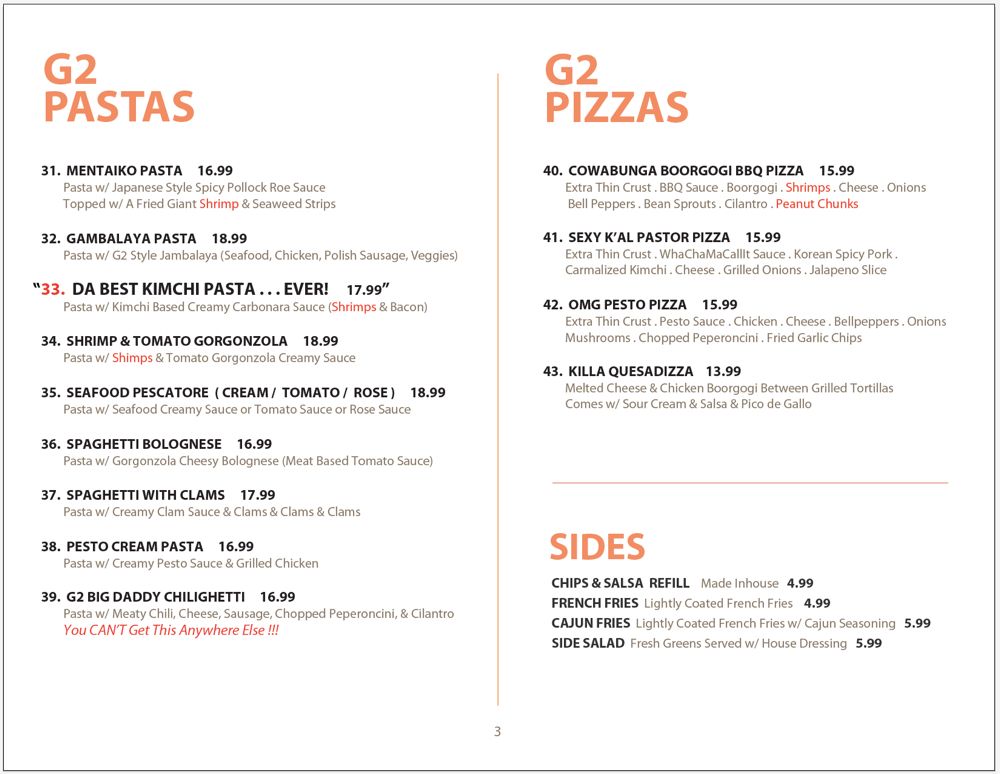 G2
PASTAS
31. MENTAIKO PASTA 16.99
Pasta w/ Japanese Style Spicy Pollock Roe Sauce
Topped w/ A Fried Giant Shrimp & Seaweed Strips
32. GAMBALAYA PASTA 18.99
Pasta w/ G2 Style Jambalaya (Seafood, Chicken, Polish Sausage, Veggies)
“33. DA BEST KIMCHI PASTA . . . EVER! 17.99”
Pasta w/ Kimchi Based Creamy Carbonara Sauce (Shrimps & Bacon)
34. SHRIMP & TOMATO GORGONZOLA 18.99
Pasta w/ Shimps & Tomato Gorgonzola Creamy Sauce
35. SEAFOOD PESCATORE ( CREAM / TOMATO / ROSE ) 18.99
Pasta w/ Seafood Creamy Sauce or Tomato Sauce or Rose Sauce
36. SPAGHETTI BOLOGNESE 16.99
Pasta w/ Gorgonzola Cheesy Bolognese (Meat Based Tomato Sauce)
37. SPAGHETTI WITH CLAMS 17.99
Pasta w/ Creamy Clam Sauce & Clams & Clams & Clams
38. PESTO CREAM PASTA 16.99
Pasta w/ Creamy Pesto Sauce & Grilled Chicken
39. G2 BIG DADDY CHILIGHETTI 16.99
Pasta w/ Meaty Chili, Cheese, Sausage, Chopped Peperoncini, & Cilantro
You CAN’T Get This Anywhere Else !!!
G2
PIZZAS
40. COWABUNGA BOORGOGI BBQ PIZZA 15.99
Extra Thin Crust . BBQ Sauce . Boorgogi . Shrimps . Cheese . Onions
Bell Peppers . Bean Sprouts . Cilantro . Peanut Chunks
41. SEXY K’AL PASTOR PIZZA 15.99
Extra Thin Crust . WhaChaMaCallIt Sauce . Korean Spicy Pork .
Carmalized Kimchi . Cheese . Grilled Onions . Jalapeno Slice
42. OMG PESTO PIZZA 15.99
Extra Thin Crust . Pesto Sauce . Chicken . Cheese . Bellpeppers . Onions
Mushrooms . Chopped Peperoncini . Fried Garlic Chips
43. KILLA QUESADIZZA 13.99
Melted Cheese & Chicken Boorgogi Between Grilled Tortillas
Comes w/ Sour Cream & Salsa & Pico de Gallo
SIDES
CHIPS & SALSA REFILL Made Inhouse 4.99
FRENCH FRIES Lightly Coated French Fries 4.99
CAJUN FRIES Lightly Coated French Fries w/ Cajun Seasoning 5.99
SIDE SALAD Fresh Greens Served w/ House Dressing 5.99
3